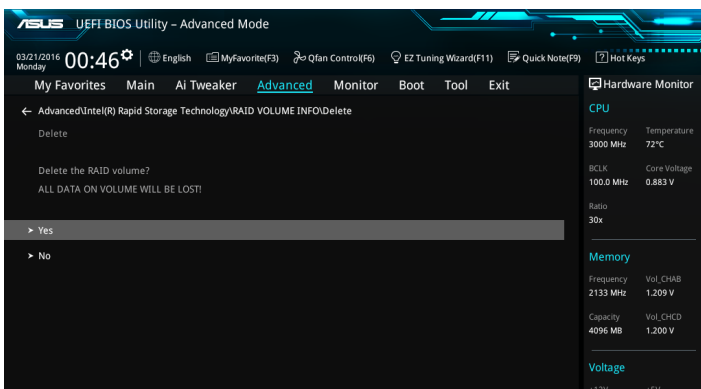 ASUS UEFI BIOS Utility – Advanced Mode
03/21/2016 Monday 00:46 English MyFavorite(F3) Qfan Control(F6) EZ Tuning Wizard(F11) Quick Note(F9) ? Hot Keys
My Favorites Main Ai Tweaker Advanced Monitor Boot Tool Exit
← Advanced\Intel(R) Rapid Storage Technology\RAID VOLUME INFO\Delete
Delete
Delete the RAID volume?
ALL DATA ON VOLUME WILL BE LOST!
> Yes
> No
Hardware Monitor
CPU
Frequency Temperature
3000 MHz 72°C
BCLK Core Voltage
100.0 MHz 0.883 V
Ratio
30x
Memory
Frequency Vol_CHAB
2133 MHz 1.209 V
Capacity Vol_CHCD
4096 MB 1.200 V
Voltage
+12V +5V